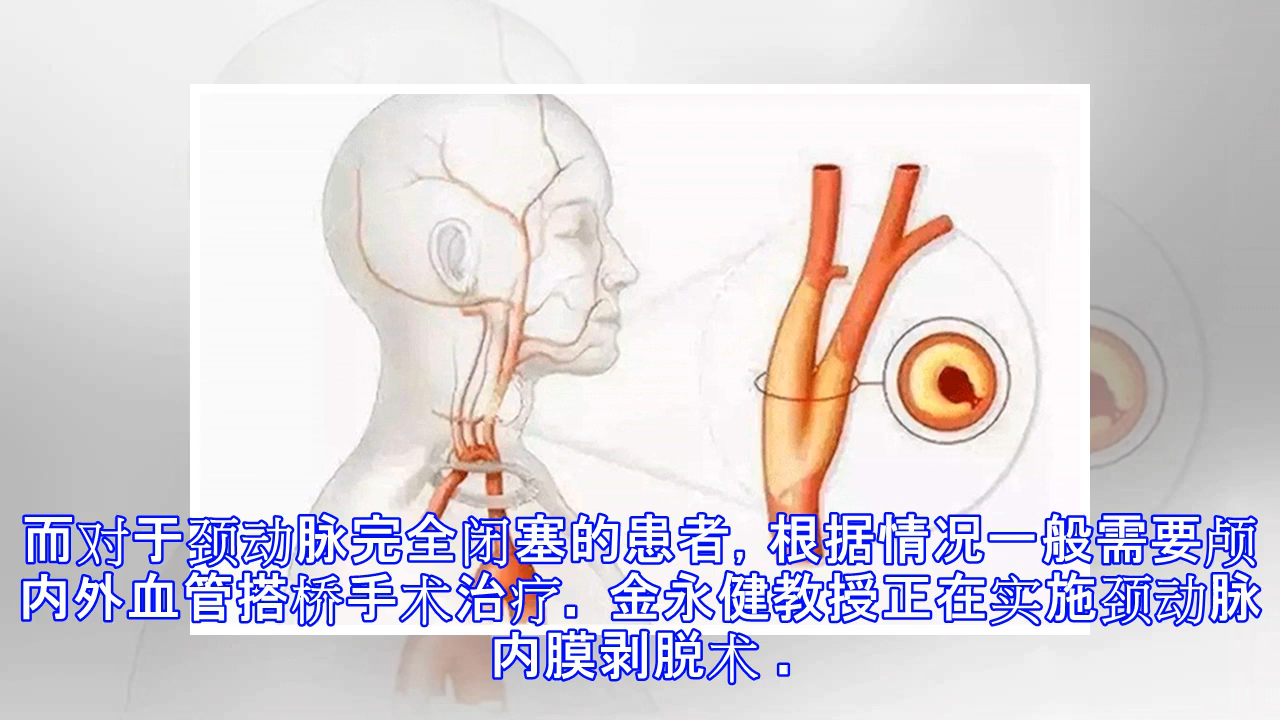 而对于颈动脉完全闭塞的患者, 根据情况一般需要颅
内外血管搭桥手术治疗. 金永健教授正在实施颈动脉
内膜剥脱术 .